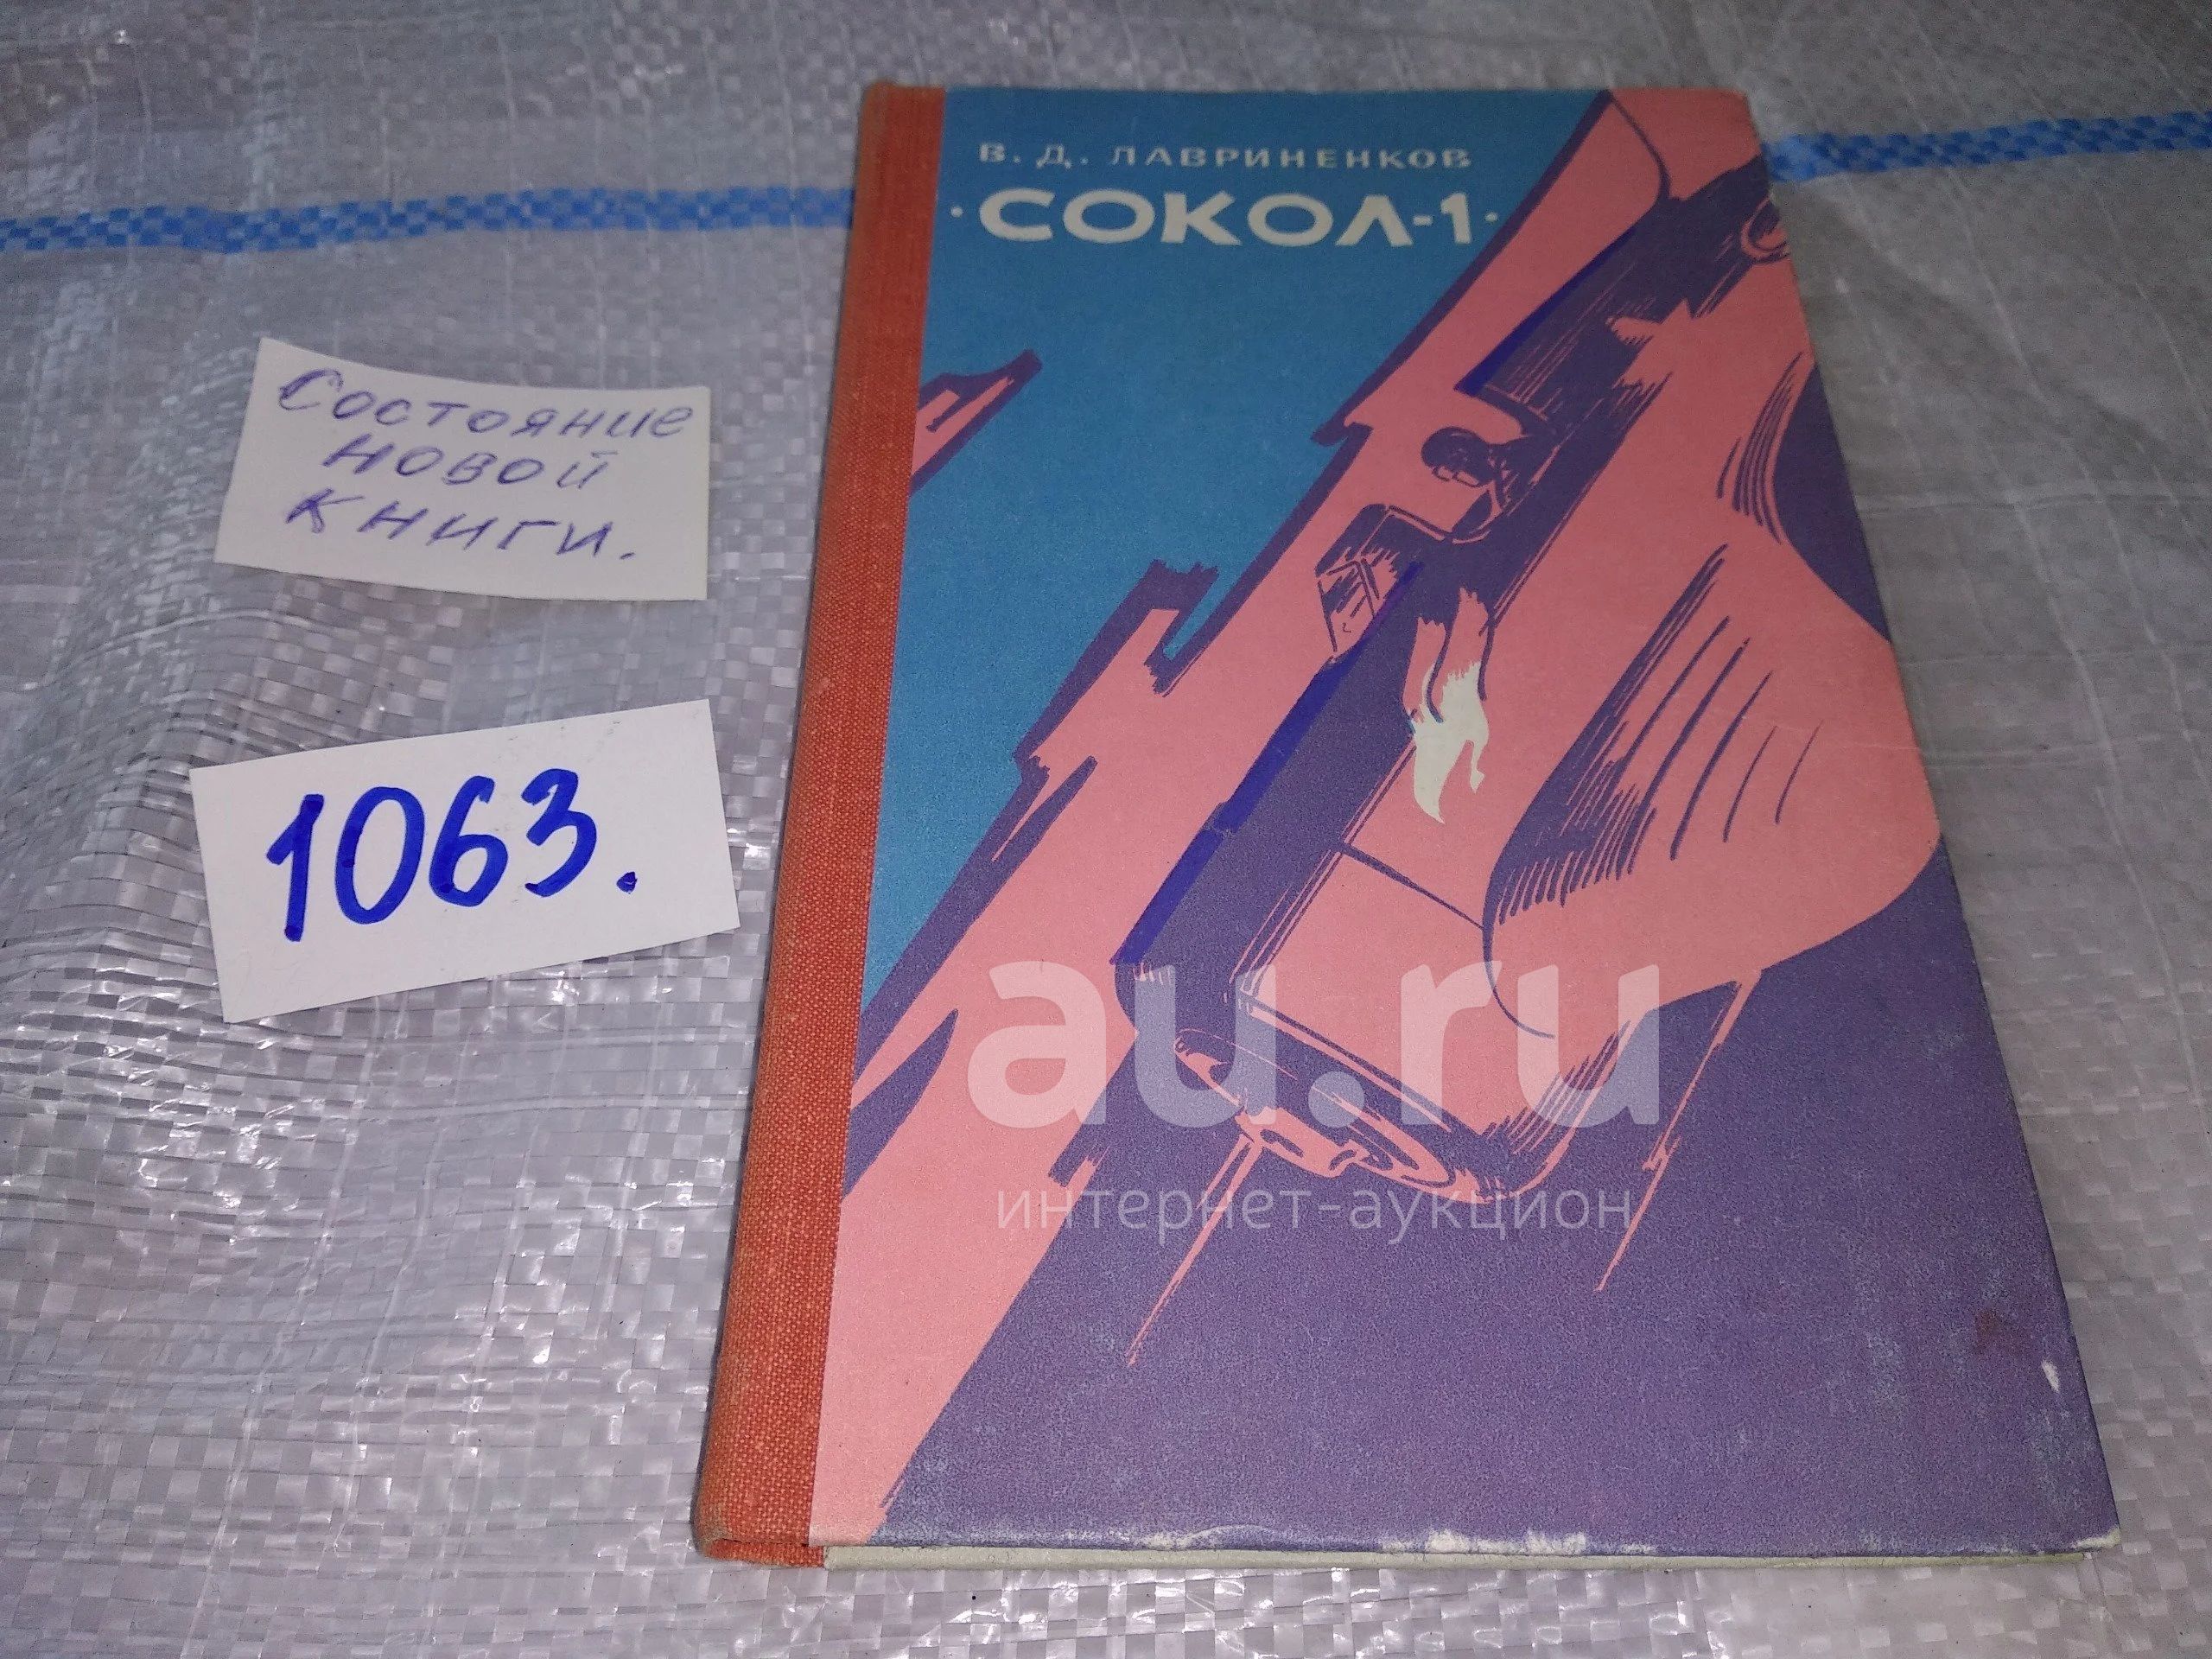 В. Д. ЛАВРИНЕНКОВ
·СОКОЛ-1·
Состояние
новой
книги.
1063.
au.ru
интернет-аукцион